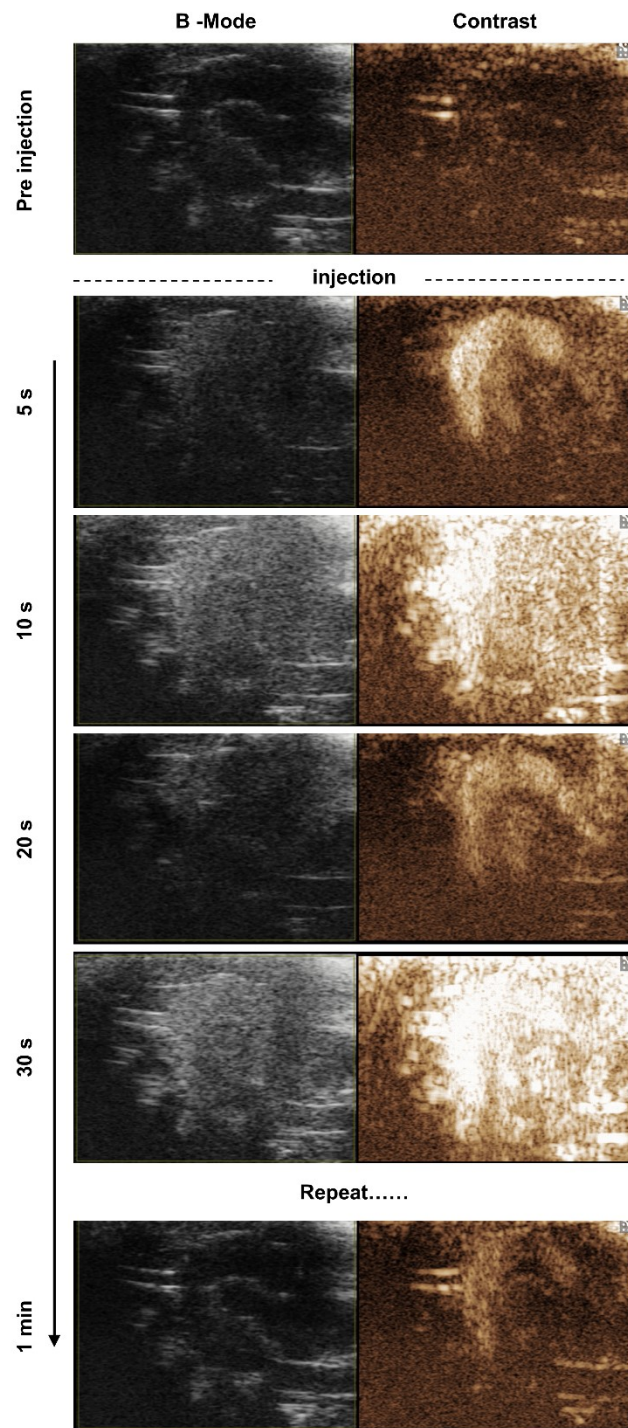 B -Mode Contrast
Pre injection
injection
5 s
10 s
20 s
30 s
Repeat......
1 min